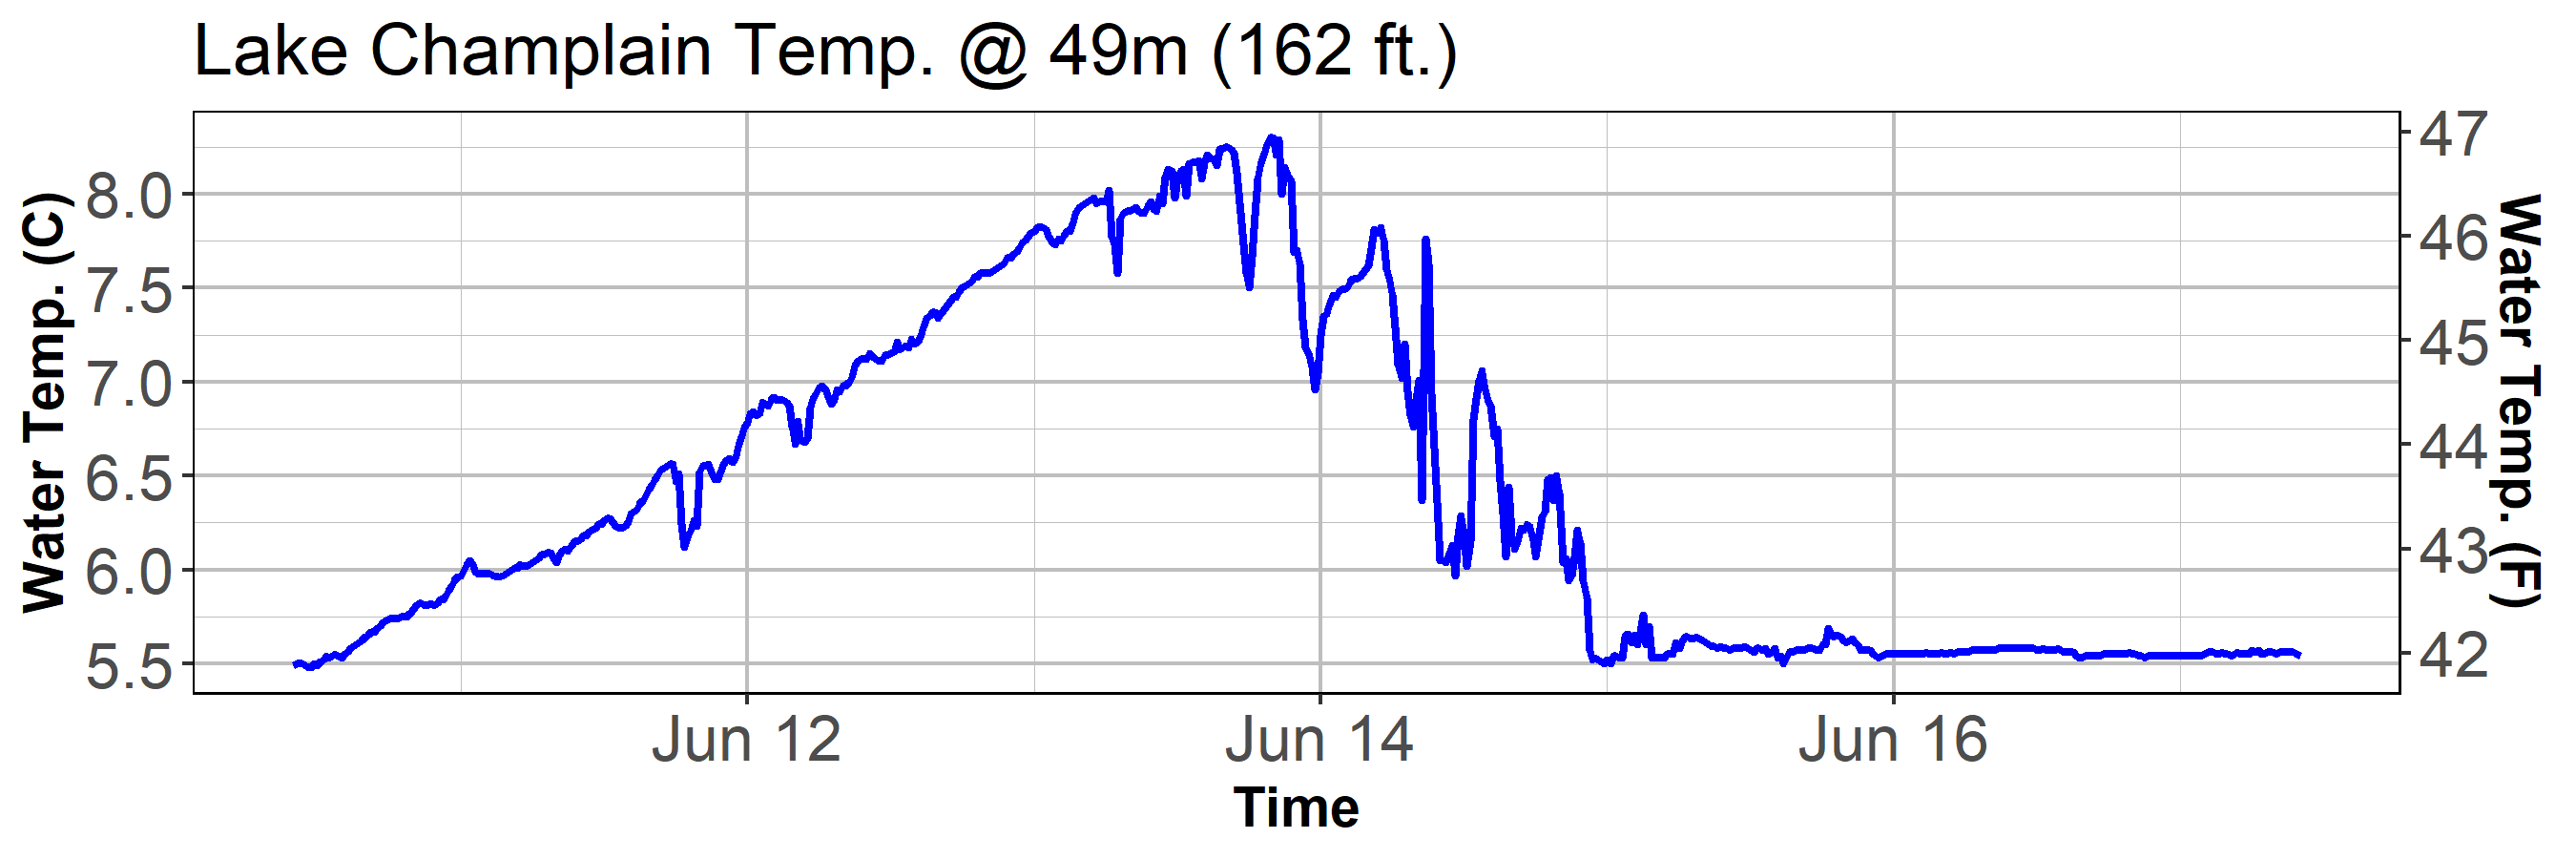 Lake Champlain Temp. @ 49m (162 ft.)
Water Temp. (C)
8.0
7.5
7.0
6.5
6.0
5.5
47
46
45
44
43
42
Water Temp. (F)
Jun 12
Jun 14
Jun 16
Time